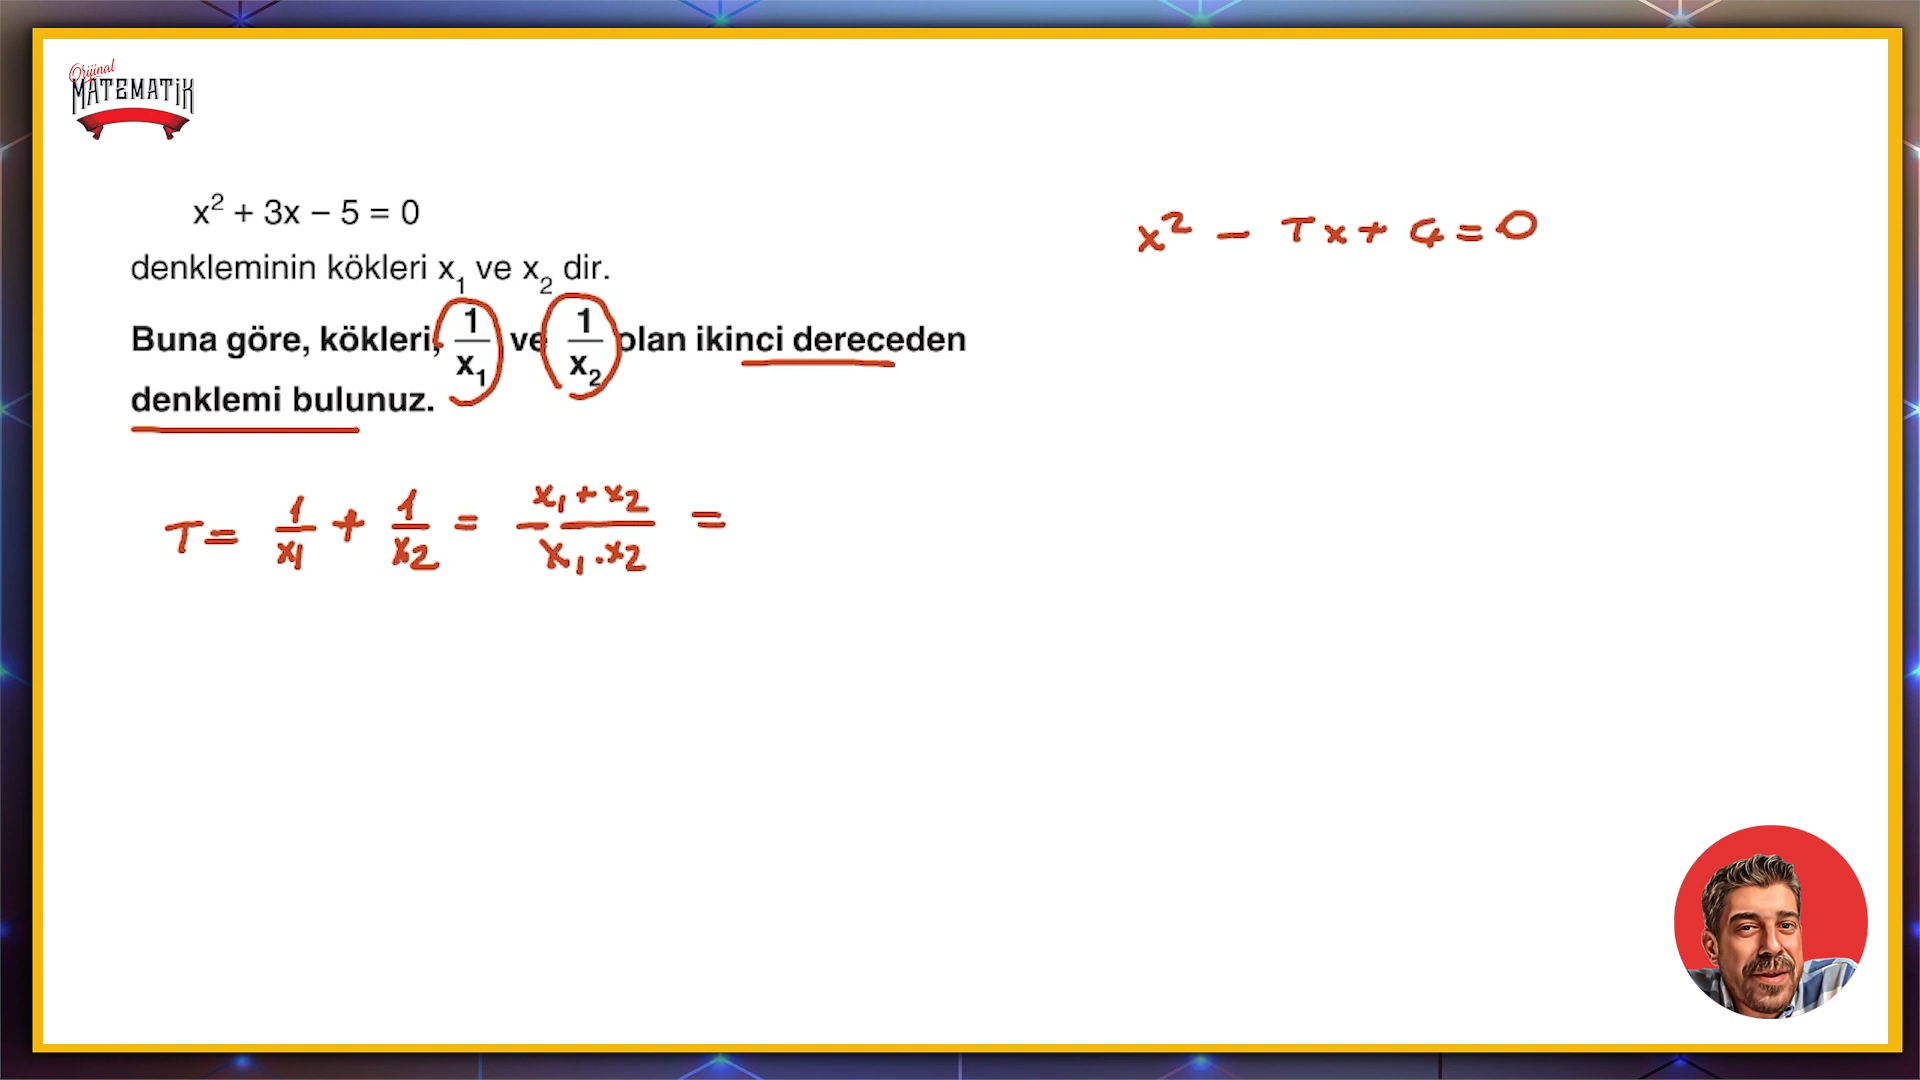 Orijinal
MATEMATİK
x² + 3x – 5 = 0
denkleminin kökleri x₁ ve x₂ dir.
Buna göre, kökleri, 1/x₁ ve 1/x₂ olan ikinci dereceden
denklemi bulunuz.
x² - Tx + Ç = 0
T = 1/x₁ + 1/x₂ = x₁ + x₂ / x₁ . x₂ =